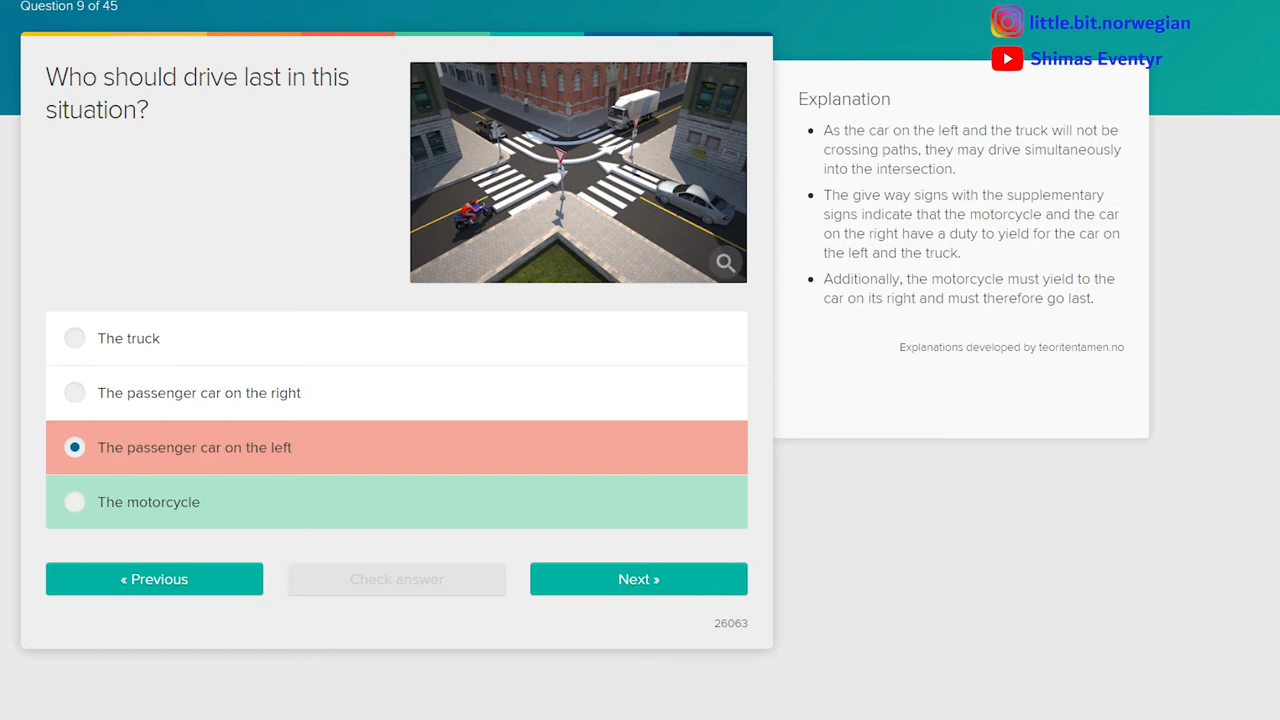 Question 9 of 45
little.bit.norwegian
Shimas Eventyr
Who should drive last in this
situation?
The truck
The passenger car on the right
The passenger car on the left
The motorcycle
« Previous
Check answer
Next »
26063
Explanation
As the car on the left and the truck will not be
crossing paths, they may drive simultaneously
into the intersection.
The give way signs with the supplementary
signs indicate that the motorcycle and the car
on the right have a duty to yield for the car on
the left and the truck.
Additionally, the motorcycle must yield to the
car on its right and must therefore go last.
Explanations developed by teoritentamen.no